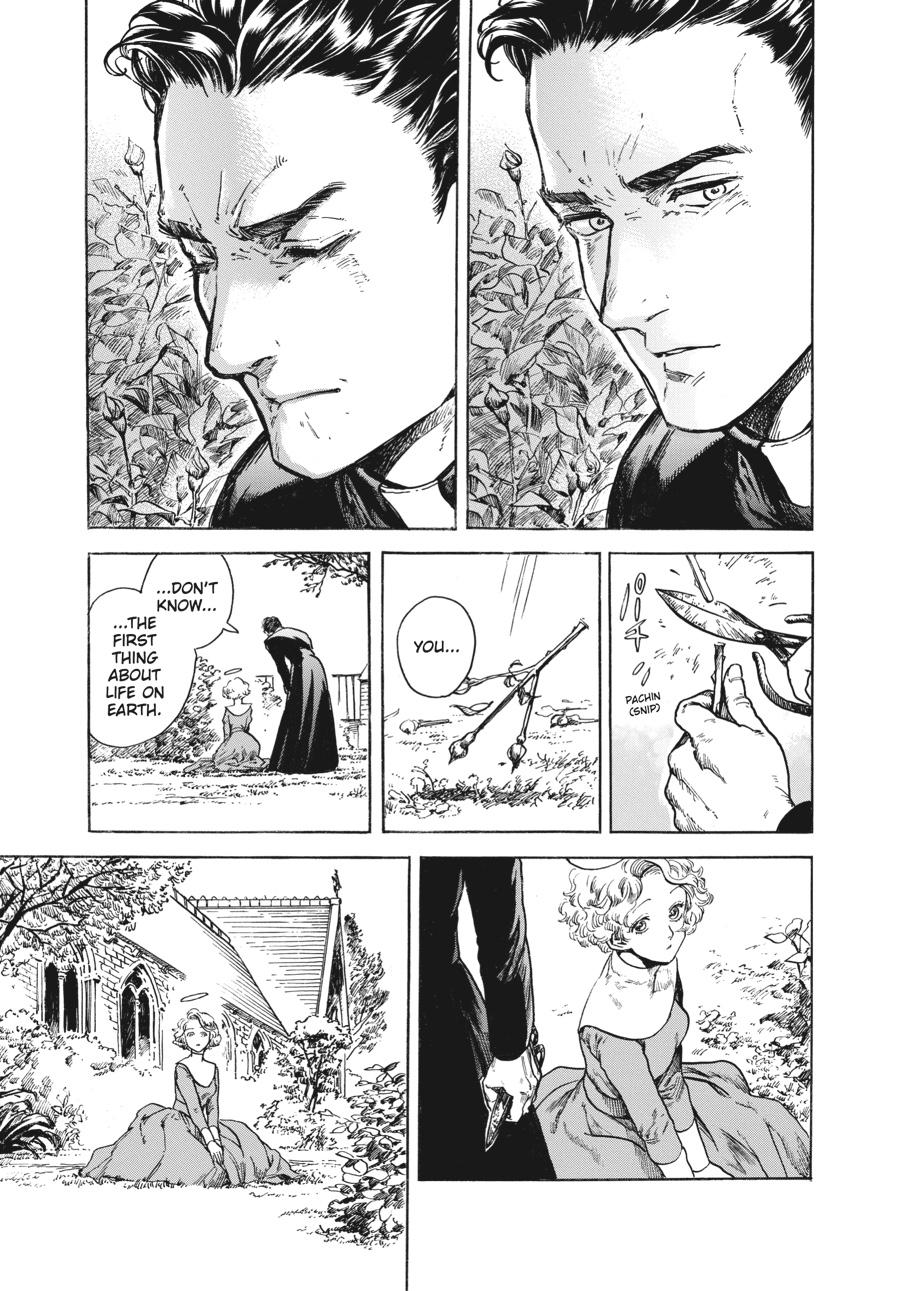 パチン
PACHIN
(SNIP)
YOU...
...DON'T
KNOW...
...THE
FIRST
THING
ABOUT
LIFE ON
EARTH.